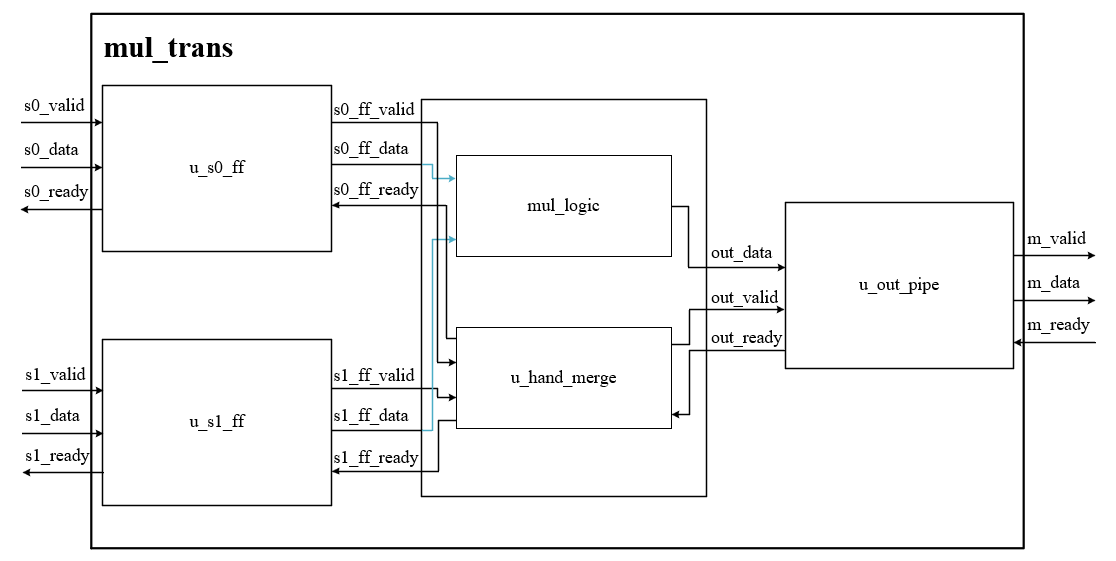 mul_trans
s0_valid
s0_data
s0_ready
u_s0_ff
s0_ff_valid
s0_ff_data
s0_ff_ready
s1_valid
s1_data
s1_ready
u_s1_ff
s1_ff_valid
s1_ff_data
s1_ff_ready
mul_logic
u_hand_merge
out_data
out_valid
out_ready
u_out_pipe
m_valid
m_data
m_ready